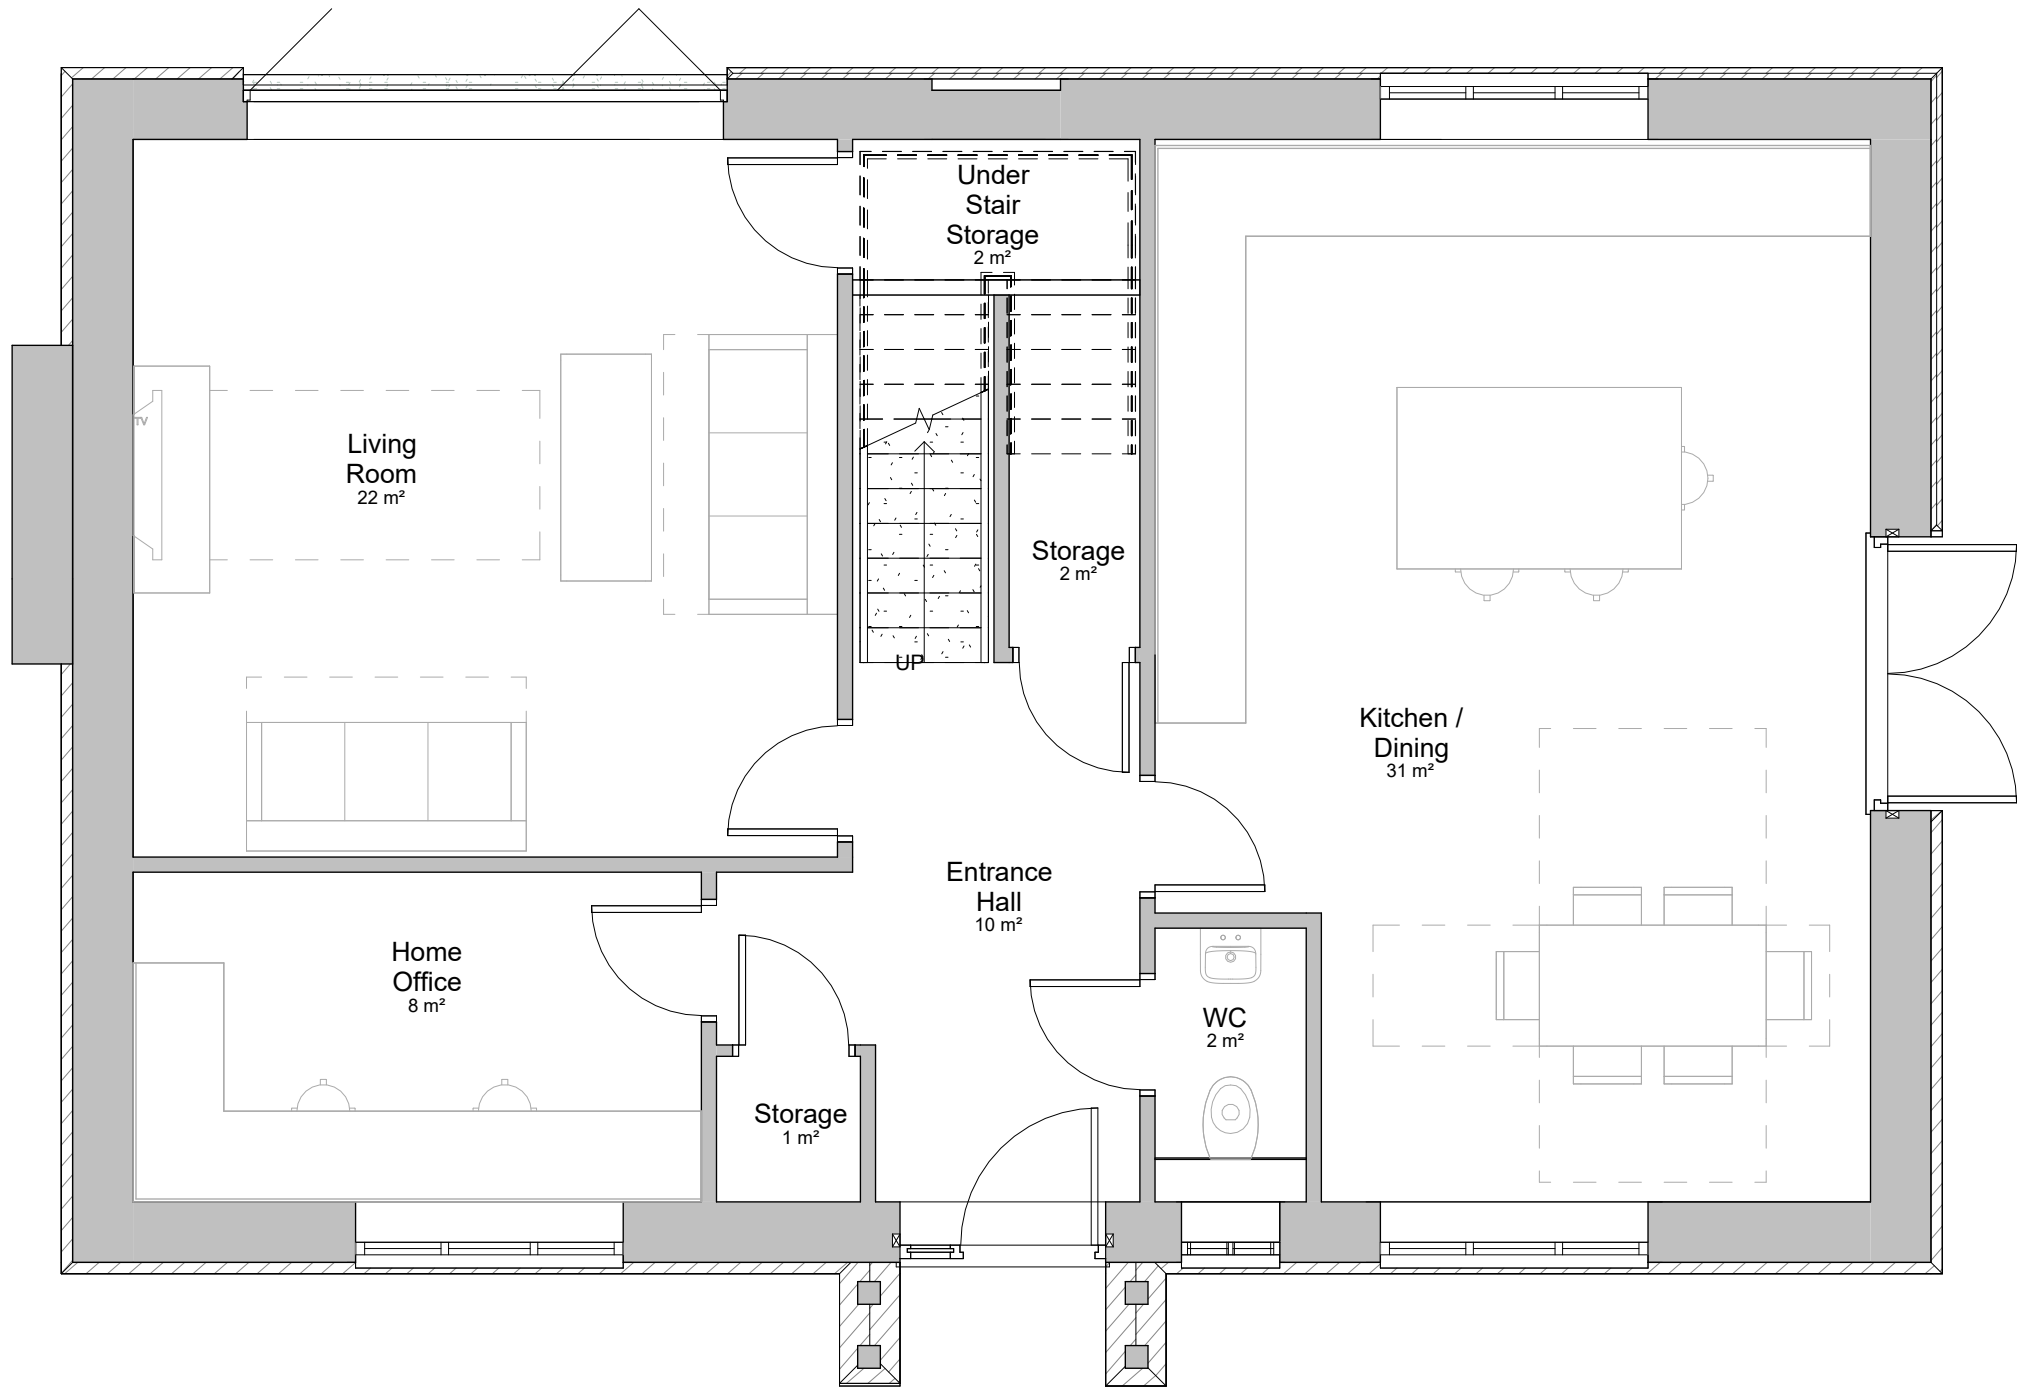 Under
Stair
Storage
2 m²
TV
Living
Room
22 m²
Storage
2 m²
UP
Kitchen /
Dining
31 m²
Entrance
Hall
10 m²
Home
Office
8 m²
WC
2 m²
Storage
1 m²